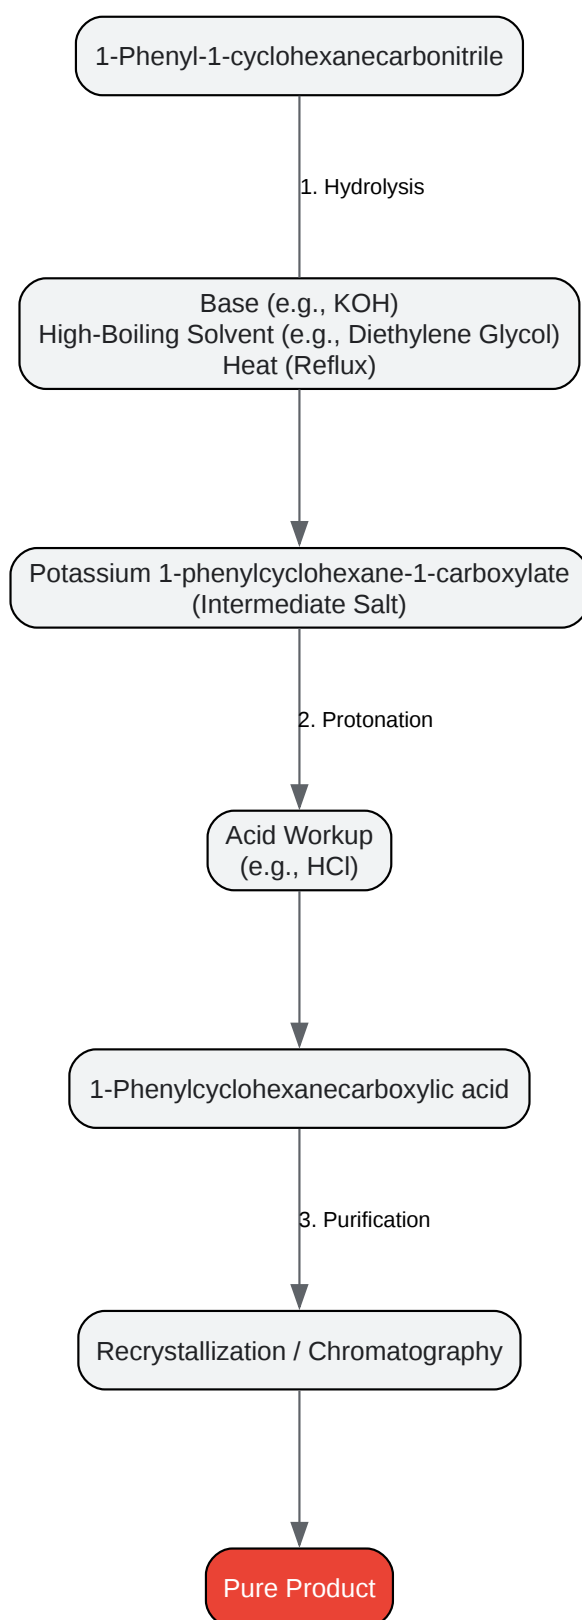 1-Phenyl-1-cyclohexanecarbonitrile
1. Hydrolysis
Base (e.g., KOH)
High-Boiling Solvent (e.g., Diethylene Glycol)
Heat (Reflux)
Potassium 1-phenylcyclohexane-1-carboxylate
(Intermediate Salt)
2. Protonation
Acid Workup
(e.g., HCl)
1-Phenylcyclohexanecarboxylic acid
3. Purification
Recrystallization / Chromatography
Pure Product